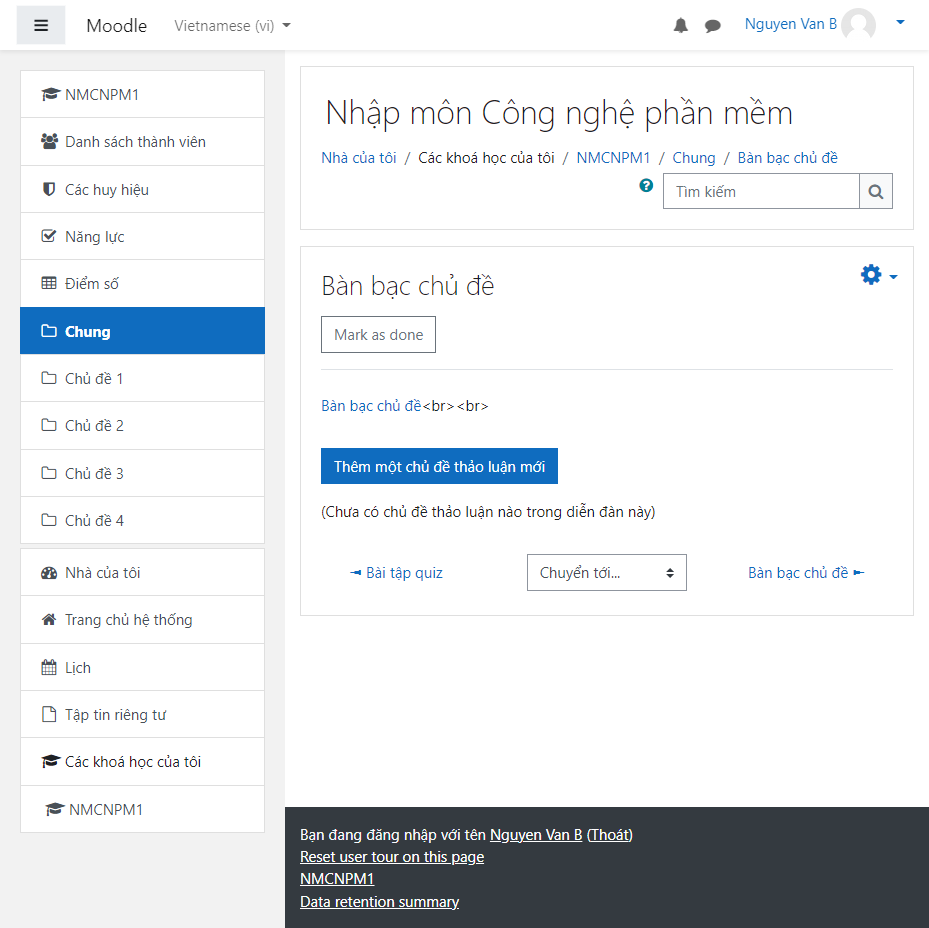 Moodle Vietnamese (vi) Nguyen Van B
NMCNPM1
Danh sách thành viên
Các huy hiệu
Năng lực
Điểm số
Chung
Chủ đề 1
Chủ đề 2
Chủ đề 3
Chủ đề 4
Nhà của tôi
Trang chủ hệ thống
Lịch
Tập tin riêng tư
Các khoá học của tôi
NMCNPM1
Nhập môn Công nghệ phần mềm
Nhà của tôi / Các khoá học của tôi / NMCNPM1 / Chung / Bàn bạc chủ đề
Tìm kiếm
Bàn bạc chủ đề
Mark as done
Bàn bạc chủ đề<br><br>
Thêm một chủ đề thảo luận mới
(Chưa có chủ đề thảo luận nào trong diễn đàn này)
◄ Bài tập quiz Chuyển tới... Bàn bạc chủ đề ►
Bạn đang đăng nhập với tên Nguyen Van B (Thoát)
Reset user tour on this page
NMCNPM1
Data retention summary